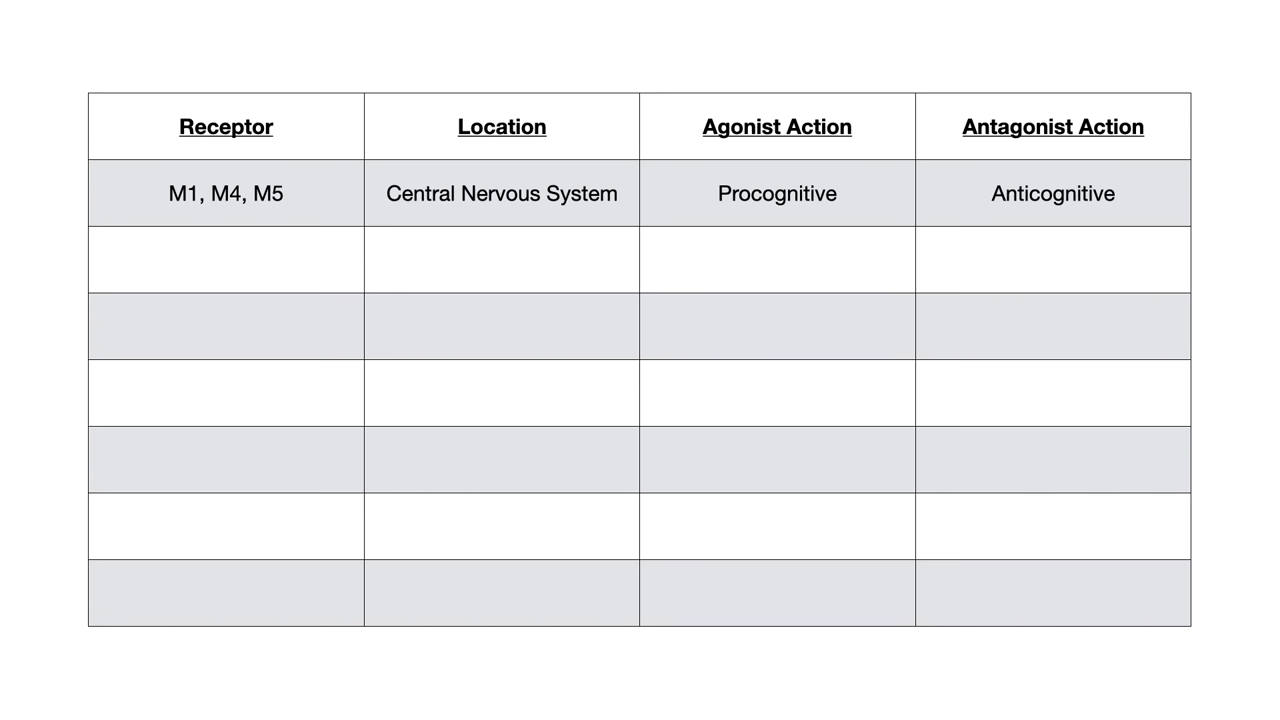 Receptor Location Agonist Action Antagonist Action
M1, M4, M5 Central Nervous System Procognitive Anticognitive